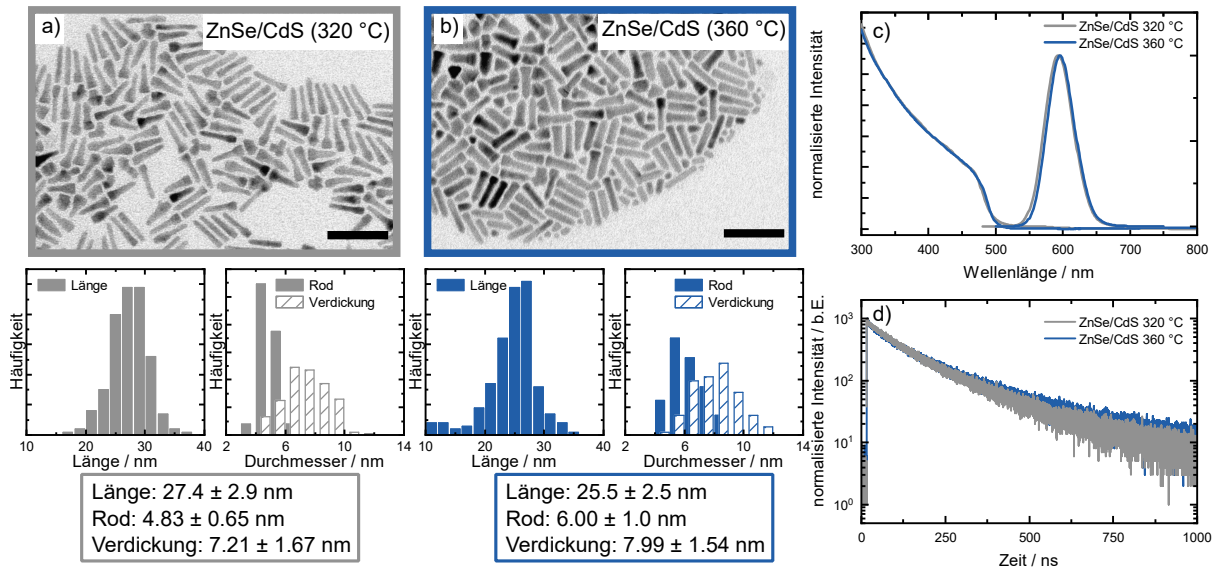 a)
ZnSe/CdS (320 °C)
b)
ZnSe/CdS (360 °C)
Häufigkeit
Länge
10 20 30 40
Länge / nm
Häufigkeit
Rod
Verdickung
2 6 10 14
Durchmesser / nm
Häufigkeit
Länge
10 20 30 40
Länge / nm
Häufigkeit
Rod
Verdickung
2 6 10 14
Durchmesser / nm
Länge: 27.4 ± 2.9 nm
Rod: 4.83 ± 0.65 nm
Verdickung: 7.21 ± 1.67 nm
Länge: 25.5 ± 2.5 nm
Rod: 6.00 ± 1.0 nm
Verdickung: 7.99 ± 1.54 nm
c)
ZnSe/CdS 320 °C
ZnSe/CdS 360 °C
normalisierte Intensität
300 400 500 600 700 800
Wellenlänge / nm
d)
ZnSe/CdS 320 °C
ZnSe/CdS 360 °C
normalisierte Intensität / b.E.
10³
10²
10¹
10⁰
0 250 500 750 1000
Zeit / ns